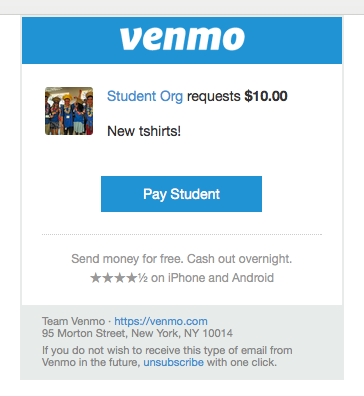 venmo
Student Org requests $10.00
New tshirts!
Pay Student
Send money for free. Cash out overnight.
★★★★½ on iPhone and Android
Team Venmo · https://venmo.com
95 Morton Street, New York, NY 10014
If you do not wish to receive this type of email from
Venmo in the future, unsubscribe with one click.